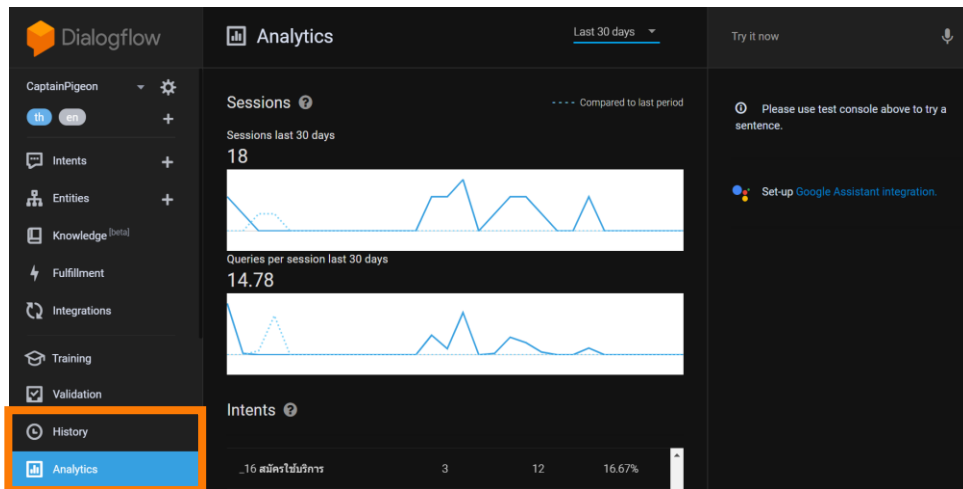 Dialogflow
CaptainPigeon
th en
Intents
Entities
Knowledge [beta]
Fulfillment
Integrations
Training
Validation
History
Analytics
Analytics
Last 30 days
Sessions
Compared to last period
Sessions last 30 days
18
Queries per session last 30 days
14.78
Intents
_16 สมัครใช้บริการ 3 12 16.67%
Try it now
Please use test console above to try a
sentence.
Set-up Google Assistant integration.